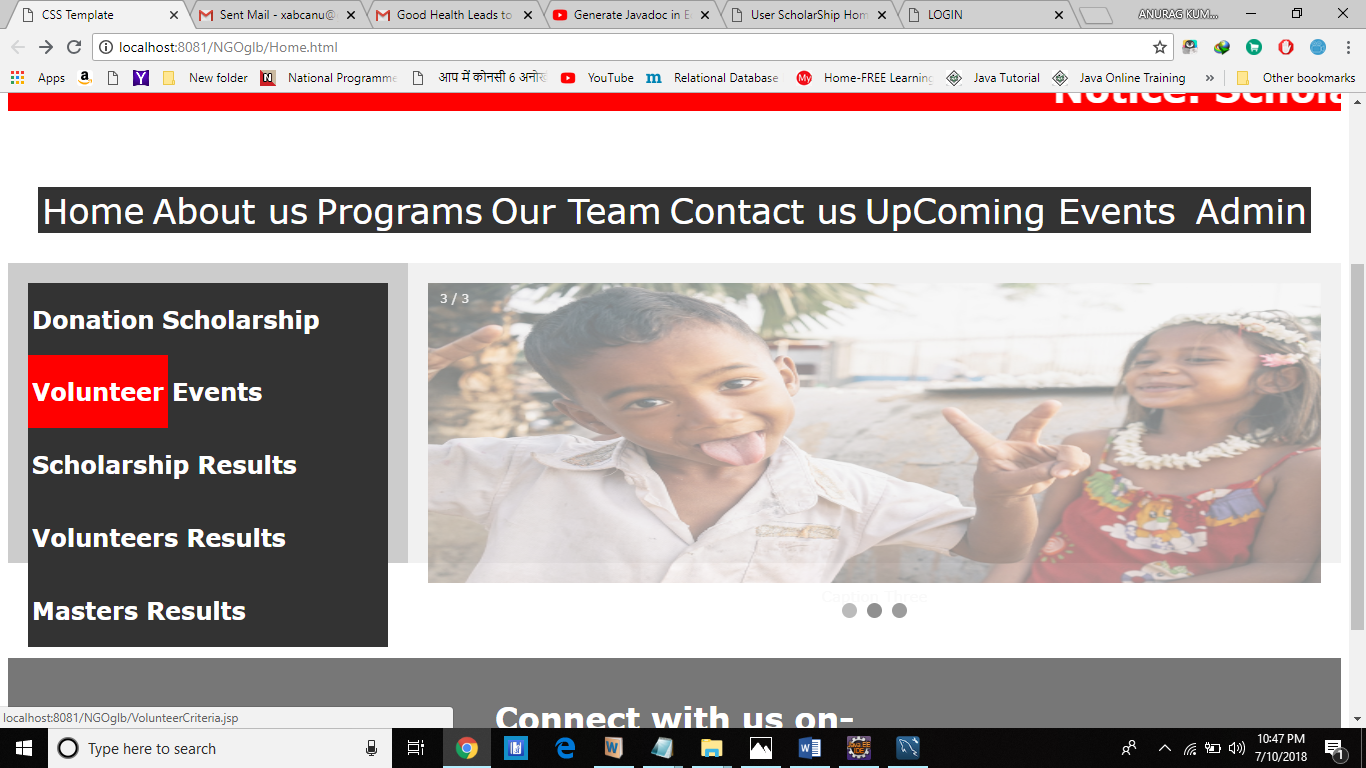 CSS Template
Sent Mail - xabcanu@
Good Health Leads to
Generate Javadoc in Ec
User ScholarShip Hom
LOGIN
ANURAG KUM...
localhost:8081/NGOglb/Home.html
Apps
New folder
National Programme
आप में कोनसी 6 अनोखी
YouTube
m
Relational Database
My
Home-FREE Learning
Java Tutorial
Java Online Training
»
Other bookmarks
Notice: Schola
Home About us Programs Our Team Contact us UpComing Events Admin
Donation Scholarship
Volunteer Events
Scholarship Results
Volunteers Results
Masters Results
3 / 3
Caption Three
Connect with us on-
localhost:8081/NGOglb/VolunteerCriteria.jsp
Type here to search
10:47 PM
7/10/2018
1